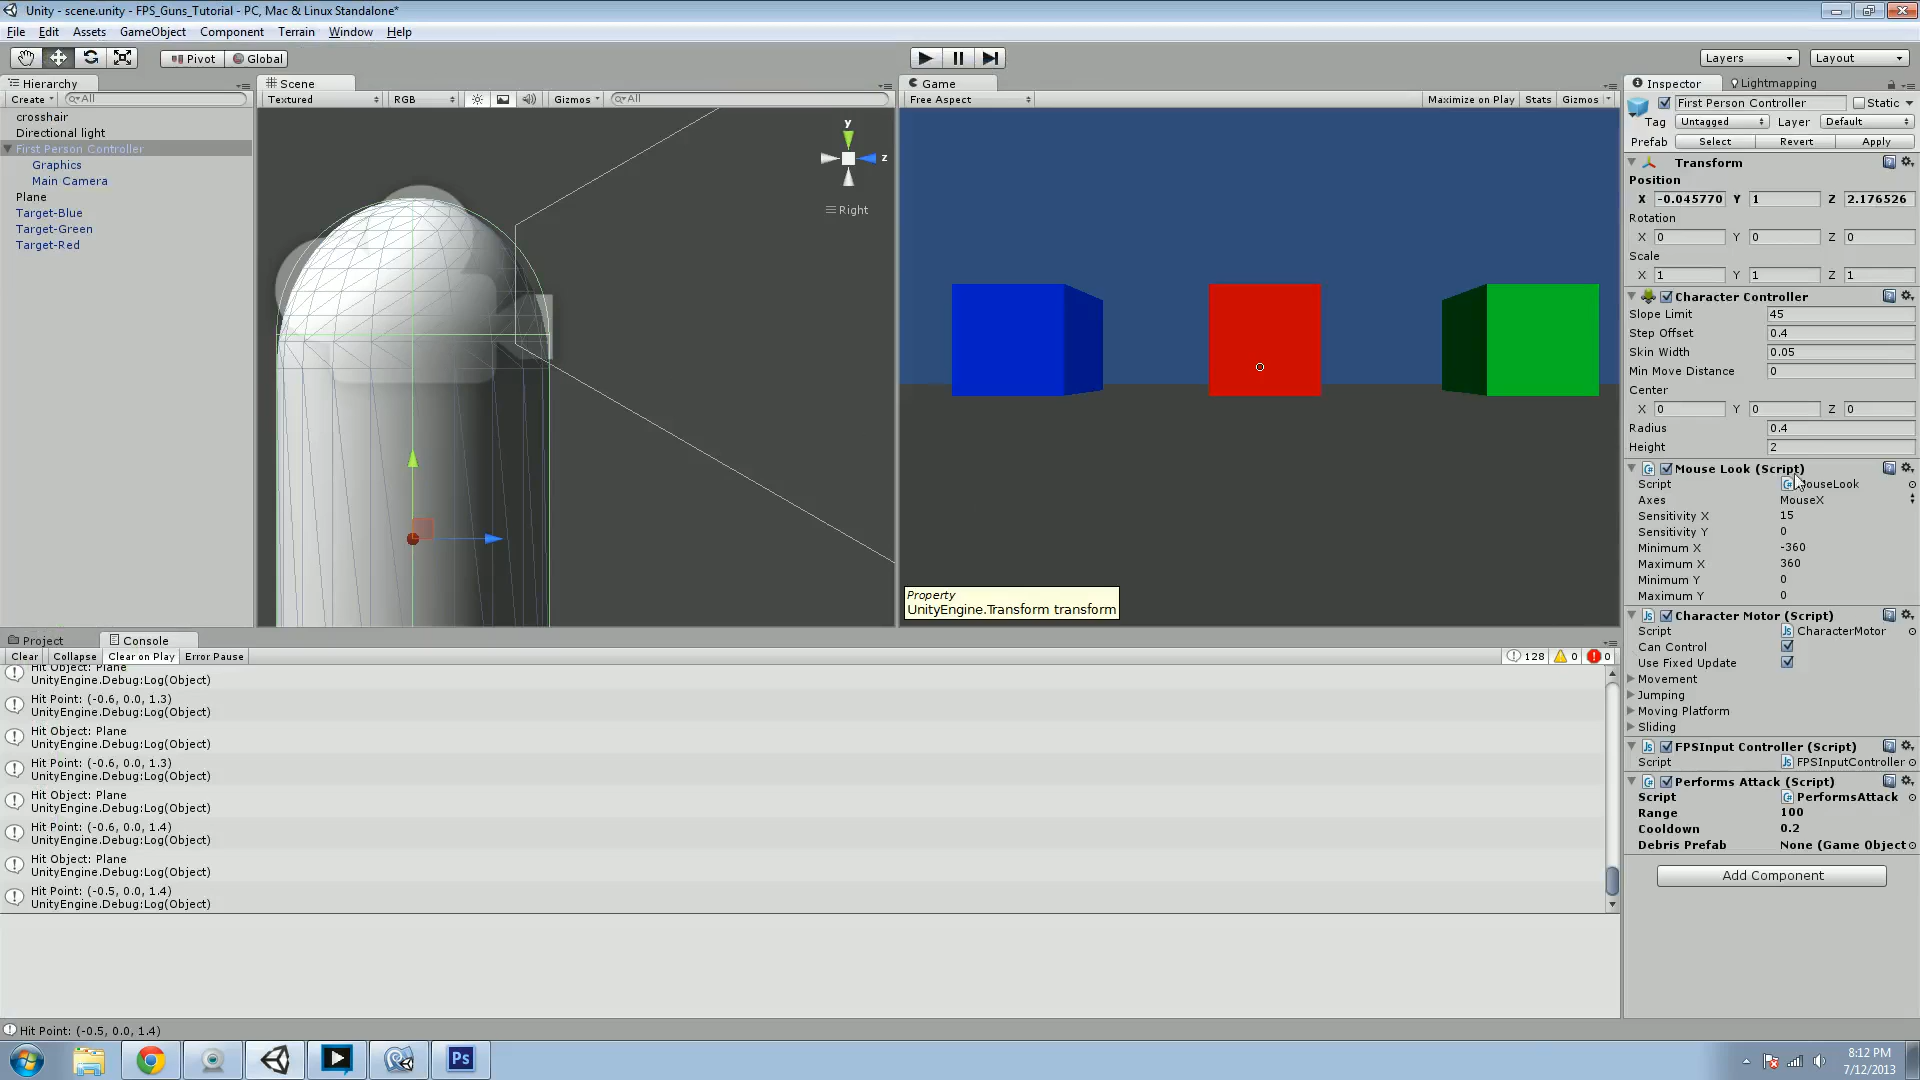 Unity - scene.unity - FPS_Guns_Tutorial - PC, Mac & Linux Standalone*
File Edit Assets GameObject Component Terrain Window Help
Pivot Global Layers Layout
Hierarchy
Create All
crosshair
Directional light
First Person Controller
Graphics
Main Camera
Plane
Target-Blue
Target-Green
Target-Red
Scene
Textured RGB Gizmos All
y
z
Right
Game
Free Aspect Maximize on Play Stats Gizmos
Property
UnityEngine.Transform transform
Inspector Lightmapping
First Person Controller Static
Tag Untagged Layer Default
Prefab Select Revert Apply
Transform
Position
X -0.045770 Y 1 Z 2.176526
Rotation
X 0 Y 0 Z 0
Scale
X 1 Y 1 Z 1
Character Controller
Slope Limit 45
Step Offset 0.4
Skin Width 0.05
Min Move Distance 0
Center
X 0 Y 0 Z 0
Radius 0.4
Height 2
Mouse Look (Script)
Script ouseLook
Axes MouseX
Sensitivity X 15
Sensitivity Y 0
Minimum X -360
Maximum X 360
Minimum Y 0
Maximum Y 0
Character Motor (Script)
Script CharacterMotor
Can Control
Use Fixed Update
Movement
Jumping
Moving Platform
Sliding
FPSInput Controller (Script)
Script FPSInputController
Performs Attack (Script)
Script PerformsAttack
Range 100
Cooldown 0.2
Debris Prefab None (Game Object
Add Component
Project Console
Clear Collapse Clear on Play Error Pause 128 0 0
Hit Object: Plane
UnityEngine.Debug:Log(Object)
Hit Point: (-0.6, 0.0, 1.3)
UnityEngine.Debug:Log(Object)
Hit Object: Plane
UnityEngine.Debug:Log(Object)
Hit Point: (-0.6, 0.0, 1.3)
UnityEngine.Debug:Log(Object)
Hit Object: Plane
UnityEngine.Debug:Log(Object)
Hit Point: (-0.6, 0.0, 1.4)
UnityEngine.Debug:Log(Object)
Hit Object: Plane
UnityEngine.Debug:Log(Object)
Hit Point: (-0.5, 0.0, 1.4)
UnityEngine.Debug:Log(Object)
Hit Point: (-0.5, 0.0, 1.4)
Ps
8:12 PM
7/12/2013